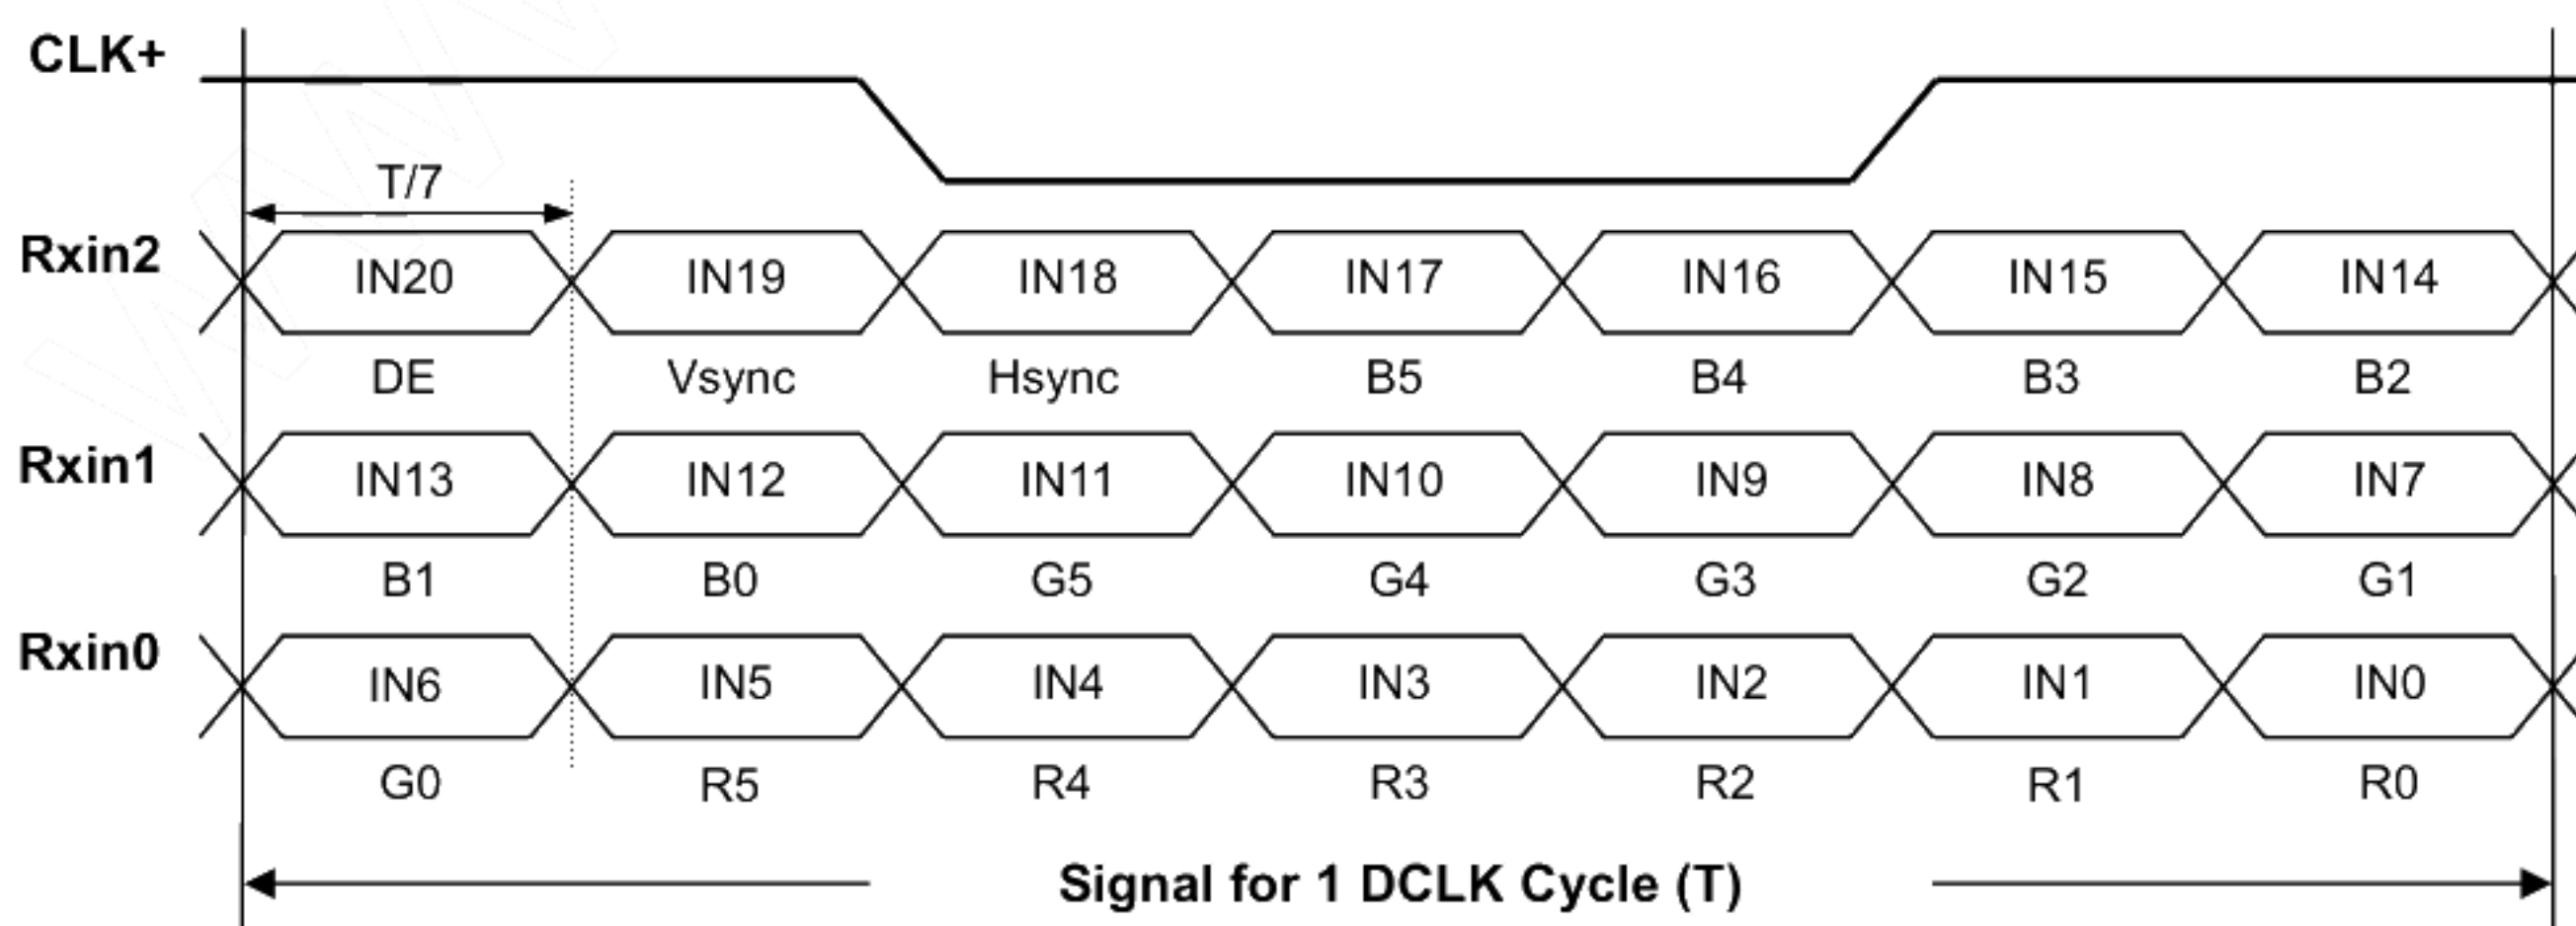 CLK+
T/7
Rxin2 IN20 IN19 IN18 IN17 IN16 IN15 IN14
DE Vsync Hsync B5 B4 B3 B2
Rxin1 IN13 IN12 IN11 IN10 IN9 IN8 IN7
B1 B0 G5 G4 G3 G2 G1
Rxin0 IN6 IN5 IN4 IN3 IN2 IN1 IN0
G0 R5 R4 R3 R2 R1 R0
Signal for 1 DCLK Cycle (T)